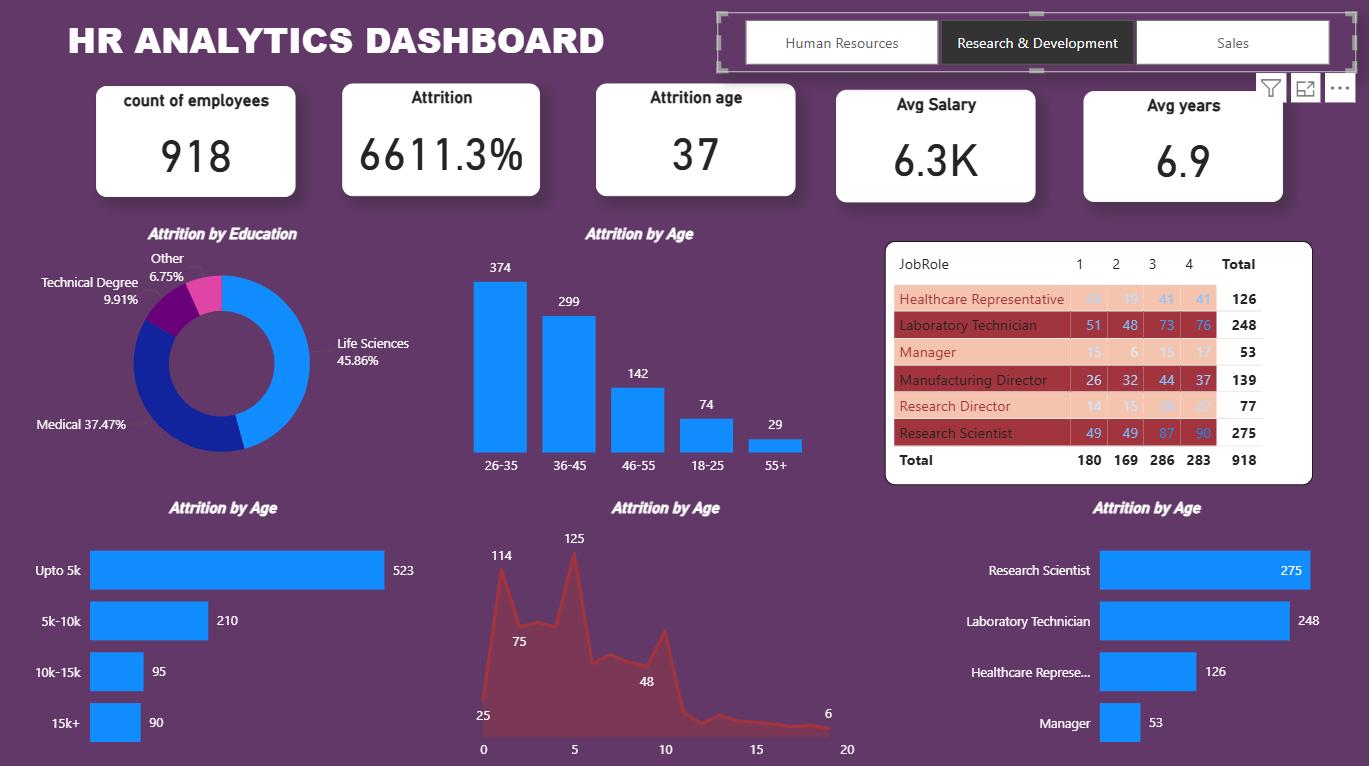 HR ANALYTICS DASHBOARD
Human Resources
Research & Development
Sales
count of employees
918
Attrition
6611.3%
Attrition age
37
Avg Salary
6.3K
Avg years
6.9
Attrition by Education
Other
6.75%
Technical Degree
9.91%
Life Sciences
45.86%
Medical 37.47%
Attrition by Age
374
299
142
74
29
26-35 36-45 46-55 18-25 55+
JobRole 1 2 3 4 Total
Healthcare Representative 19 41 41 126
Laboratory Technician 51 48 73 76 248
Manager 15 6 15 17 53
Manufacturing Director 26 32 44 37 139
Research Director 14 15 77
Research Scientist 49 49 87 90 275
Total 180 169 286 283 918
Attrition by Age
Upto 5k 523
5k-10k 210
10k-15k 95
15k+ 90
Attrition by Age
125
114
75
48
25
6
0 5 10 15 20
Attrition by Age
Research Scientist 275
Laboratory Technician 248
Healthcare Represe... 126
Manager 53